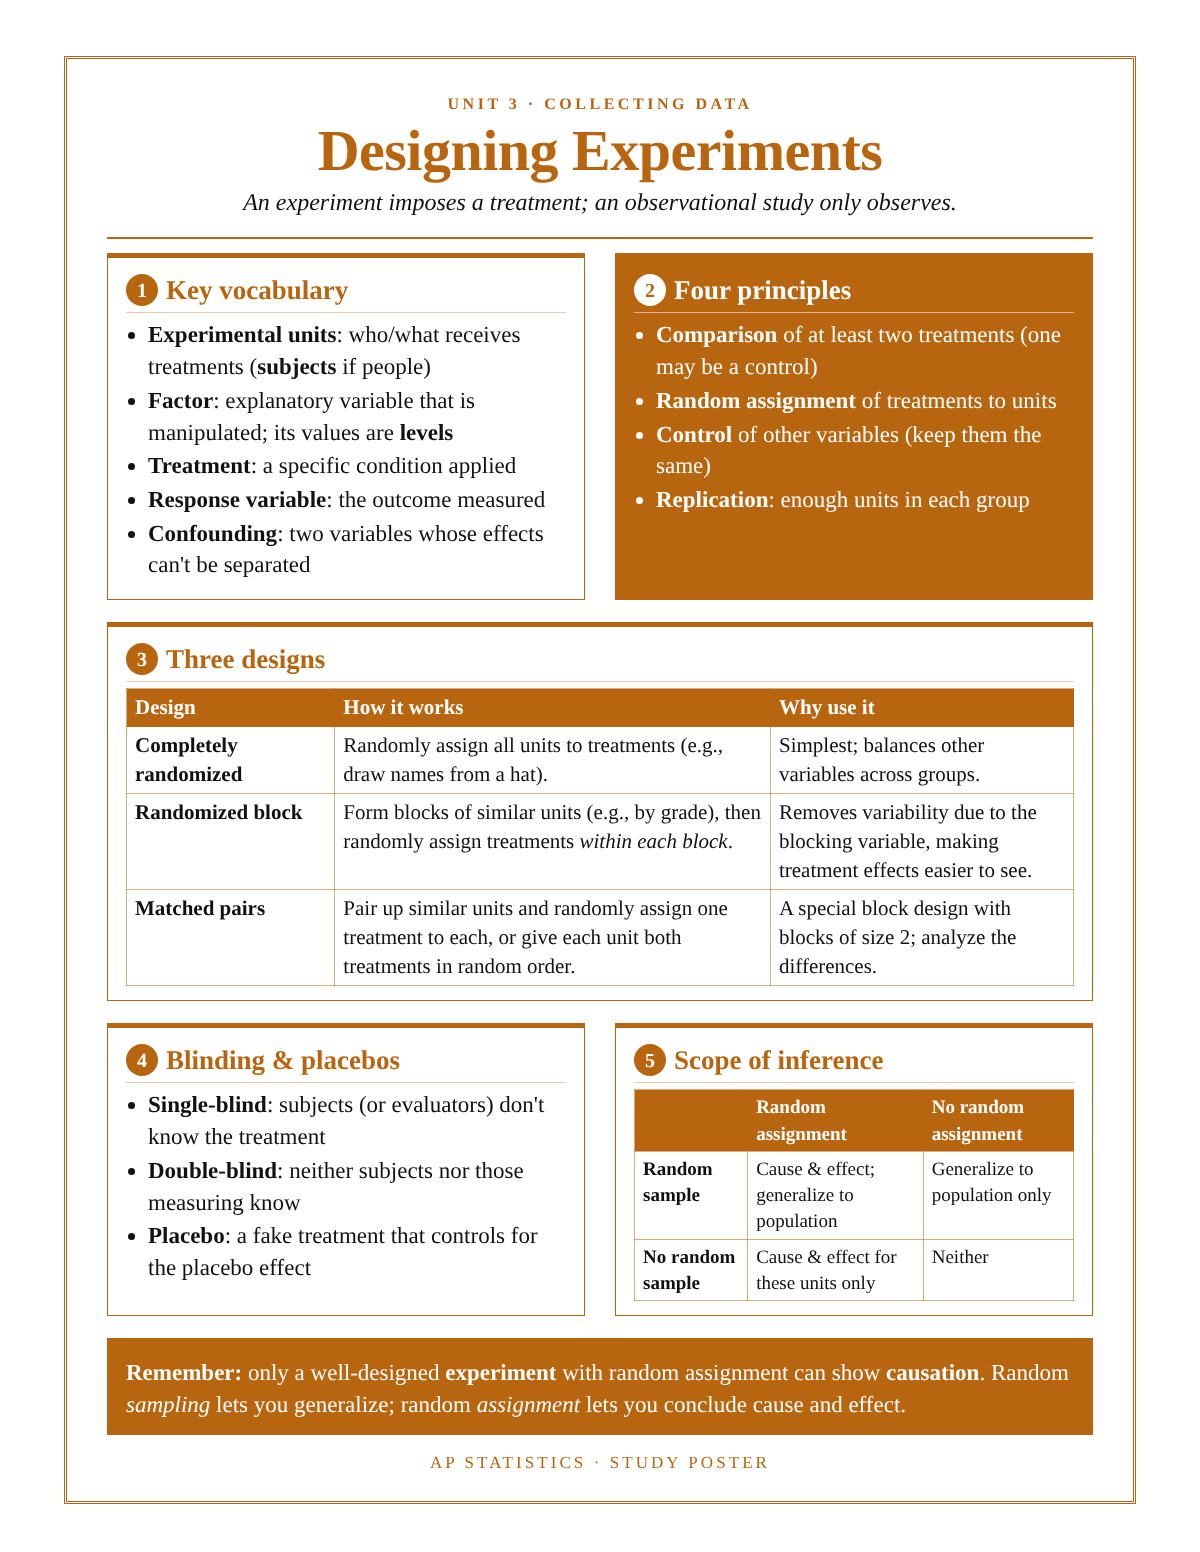 UNIT 3 · COLLECTING DATA
Designing Experiments
An experiment imposes a treatment; an observational study only observes.
1 Key vocabulary
• Experimental units: who/what receives
treatments (subjects if people)
• Factor: explanatory variable that is
manipulated; its values are levels
• Treatment: a specific condition applied
• Response variable: the outcome measured
• Confounding: two variables whose effects
can't be separated
2 Four principles
• Comparison of at least two treatments (one
may be a control)
• Random assignment of treatments to units
• Control of other variables (keep them the
same)
• Replication: enough units in each group
3 Three designs
Design
How it works
Why use it
Completely
randomized
Randomly assign all units to treatments (e.g.,
draw names from a hat).
Simplest; balances other
variables across groups.
Randomized block
Form blocks of similar units (e.g., by grade), then
randomly assign treatments within each block.
Removes variability due to the
blocking variable, making
treatment effects easier to see.
Matched pairs
Pair up similar units and randomly assign one
treatment to each, or give each unit both
treatments in random order.
A special block design with
blocks of size 2; analyze the
differences.
4 Blinding & placebos
• Single-blind: subjects (or evaluators) don't
know the treatment
• Double-blind: neither subjects nor those
measuring know
• Placebo: a fake treatment that controls for
the placebo effect
5 Scope of inference
Random
assignment
No random
assignment
Random
sample
Cause & effect;
generalize to
population
Generalize to
population only
No random
sample
Cause & effect for
these units only
Neither
Remember: only a well-designed experiment with random assignment can show causation. Random
sampling lets you generalize; random assignment lets you conclude cause and effect.
AP STATISTICS · STUDY POSTER